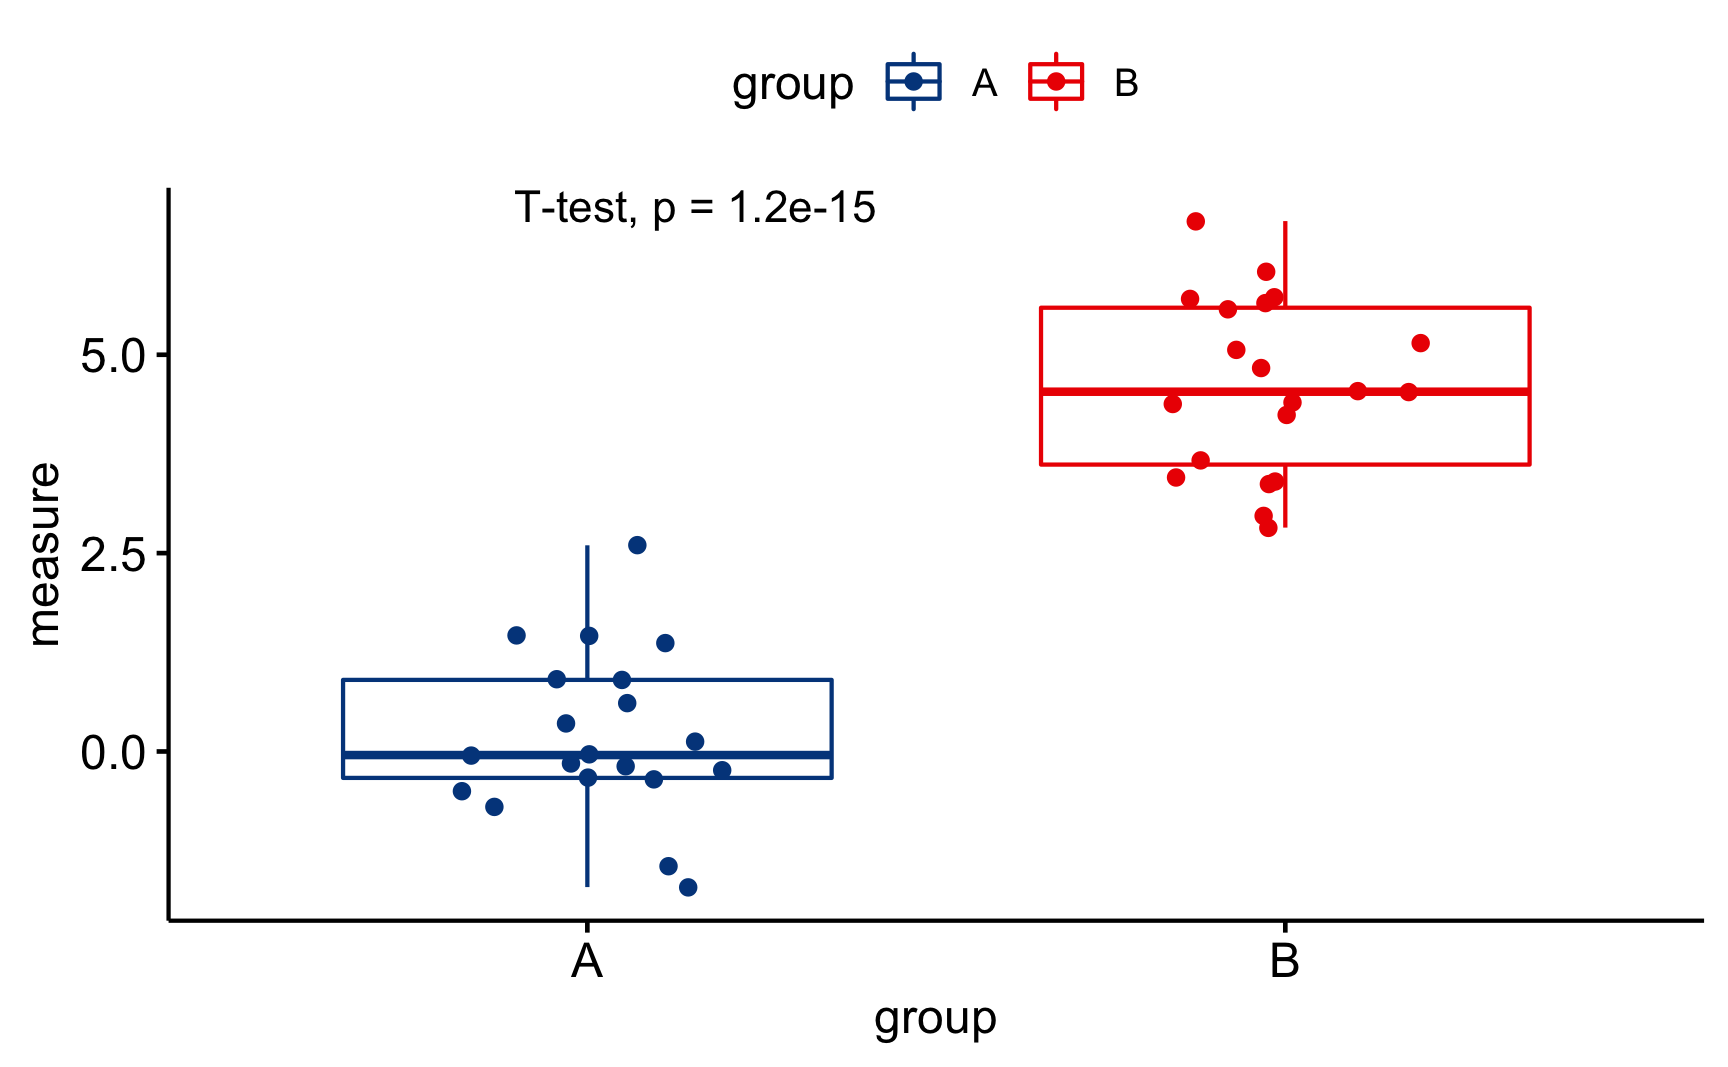 group A B
T-test, p = 1.2e-15
measure
5.0
2.5
0.0
A B
group